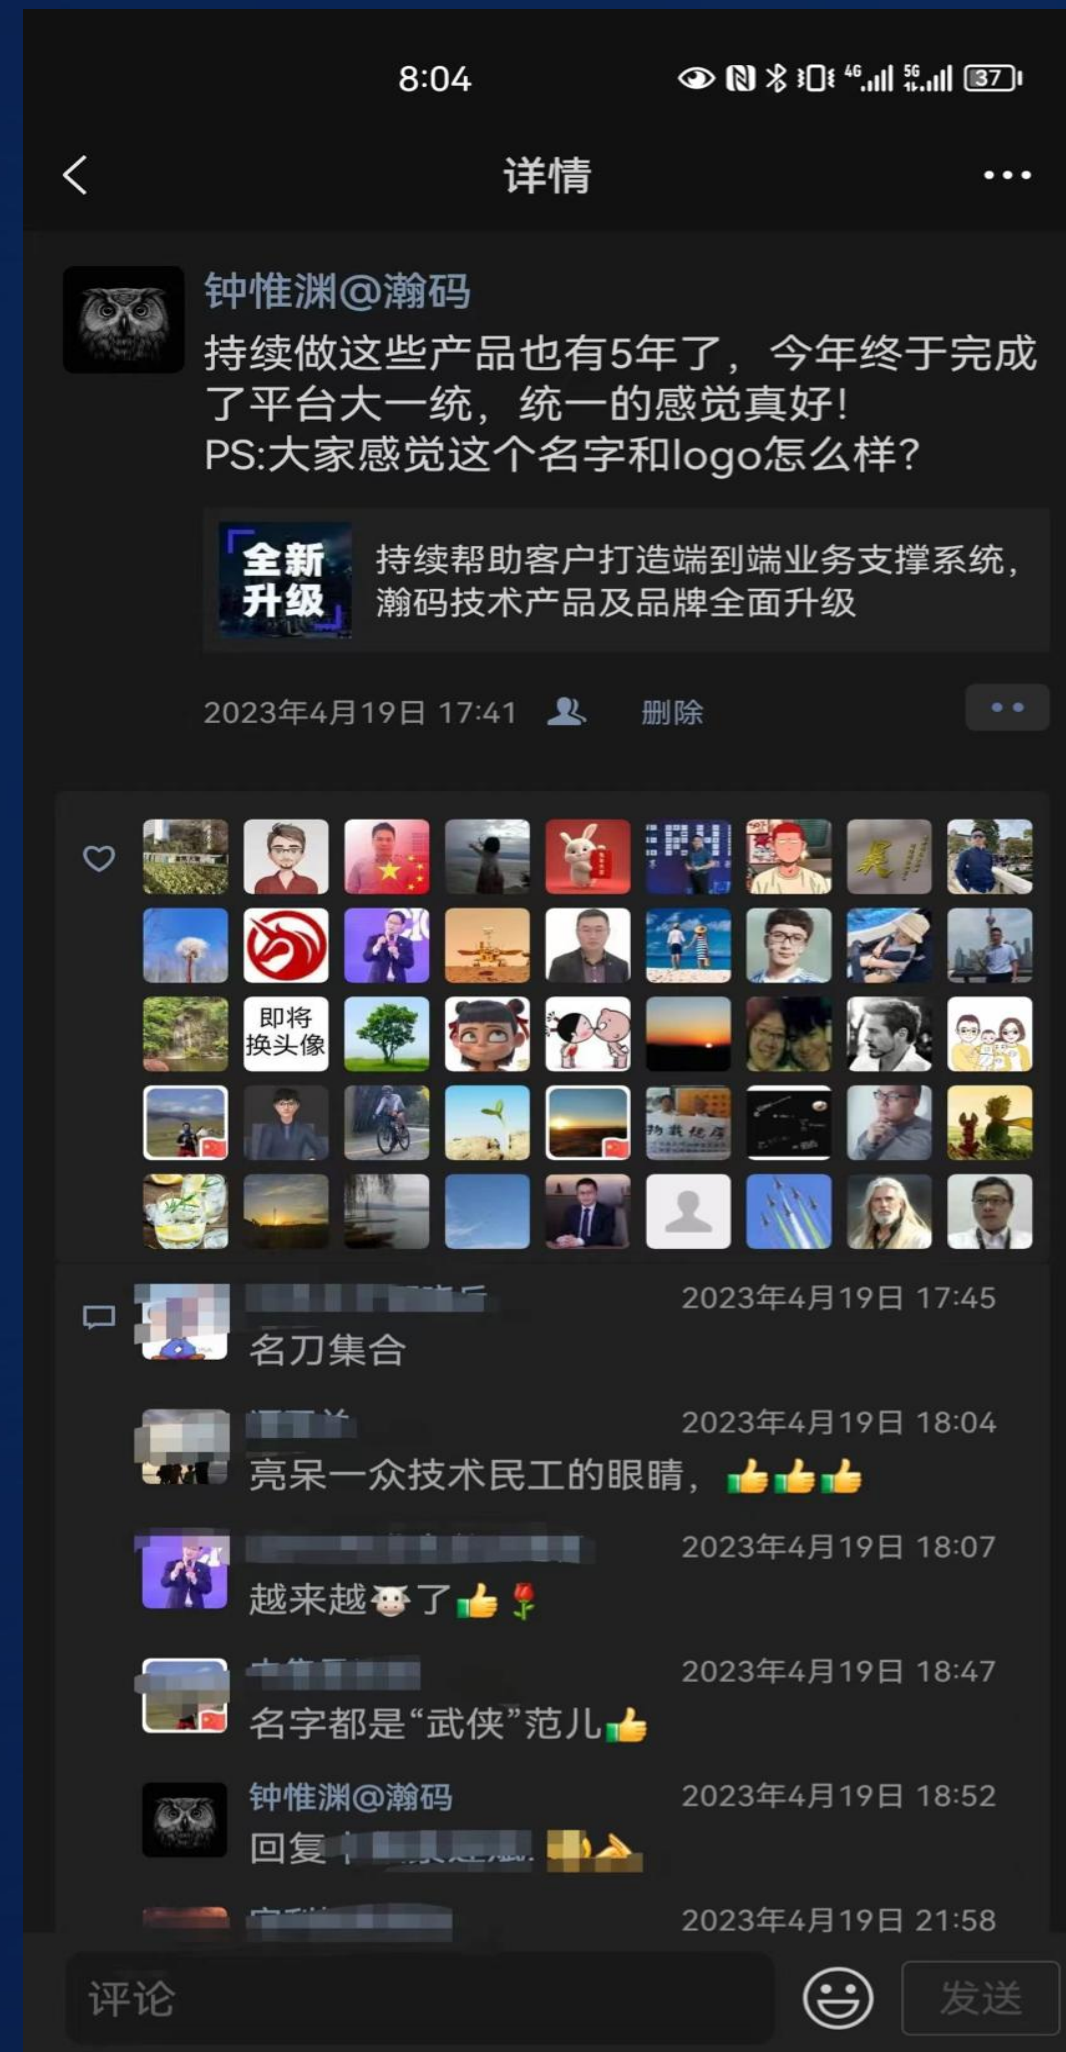 8:04
4G 5G 37
详情
钟惟渊@瀚码
持续做这些产品也有5年了，今年终于完成
了平台大一统，统一的感觉真好！
PS:大家感觉这个名字和logo怎么样？
全新
升级
持续帮助客户打造端到端业务支撑系统，
瀚码技术产品及品牌全面升级
2023年4月19日 17:41 删除
即将
换头像
2023年4月19日 17:45
名刀集合
2023年4月19日 18:04
亮呆一众技术民工的眼睛，👍👍👍
2023年4月19日 18:07
越来越🐮了👍🌹
2023年4月19日 18:47
名字都是“武侠”范儿👍
钟惟渊@瀚码 2023年4月19日 18:52
回复
2023年4月19日 21:58
评论 发送